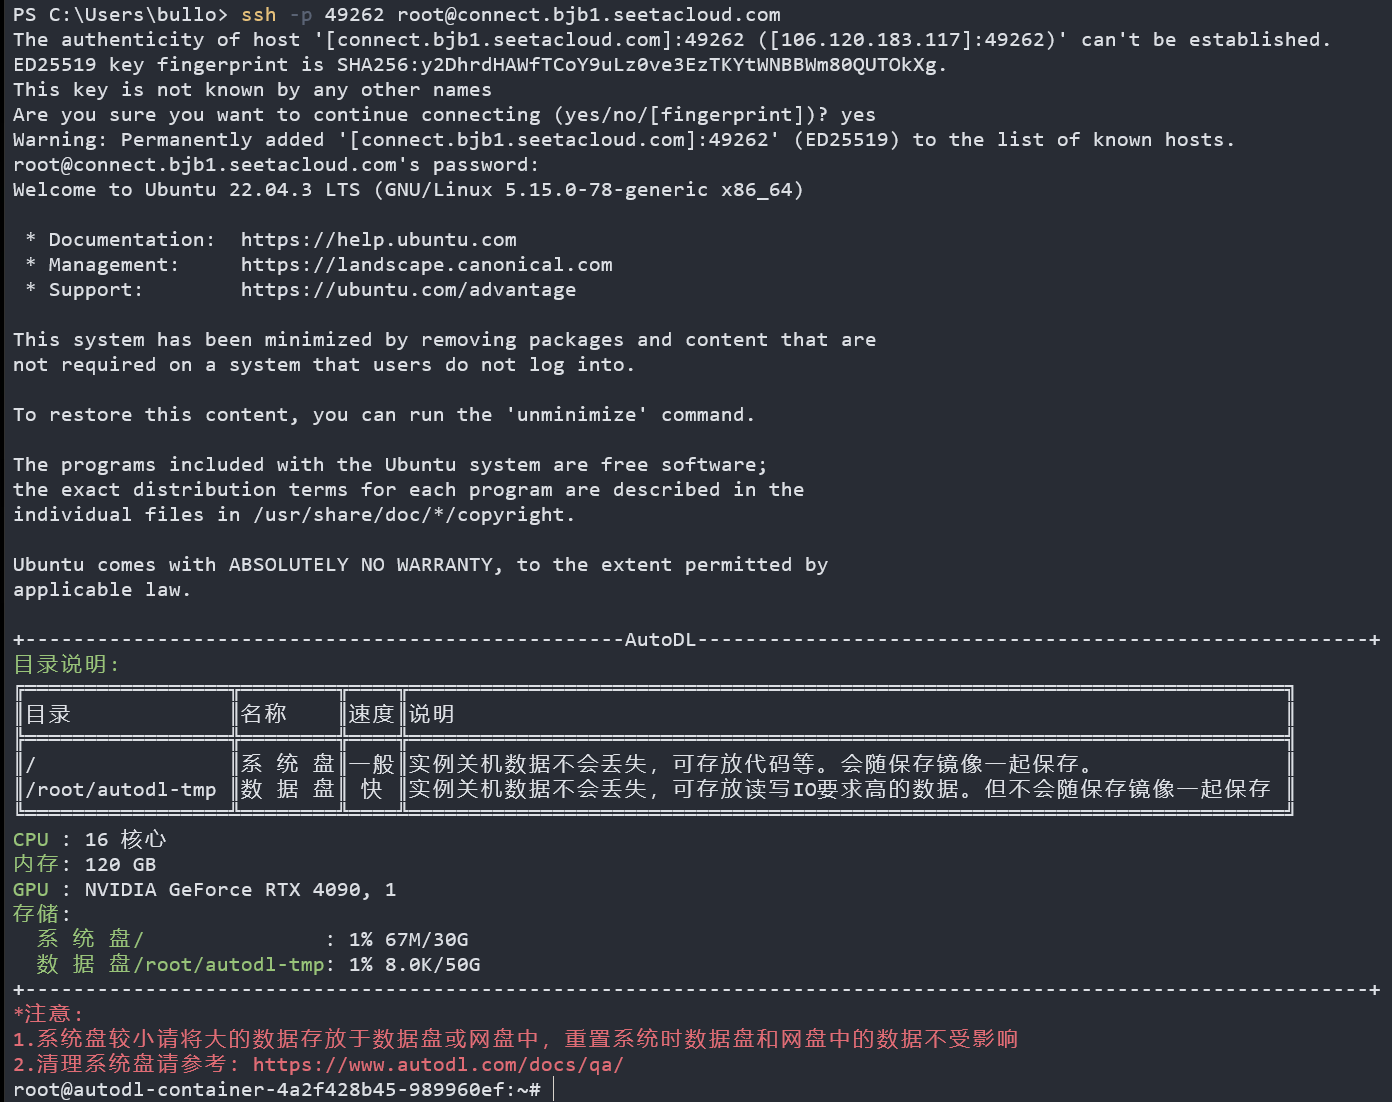 PS C:\Users\bullo> ssh -p 49262 root@connect.bjb1.seetacloud.com
The authenticity of host '[connect.bjb1.seetacloud.com]:49262 ([106.120.183.117]:49262)' can't be established.
ED25519 key fingerprint is SHA256:y2DhrdHAWfTCoY9uLz0ve3EzTKYtWNBBWm80QUTOkXg.
This key is not known by any other names
Are you sure you want to continue connecting (yes/no/[fingerprint])? yes
Warning: Permanently added '[connect.bjb1.seetacloud.com]:49262' (ED25519) to the list of known hosts.
root@connect.bjb1.seetacloud.com's password:
Welcome to Ubuntu 22.04.3 LTS (GNU/Linux 5.15.0-78-generic x86_64)

 * Documentation:  https://help.ubuntu.com
 * Management:     https://landscape.canonical.com
 * Support:        https://ubuntu.com/advantage

This system has been minimized by removing packages and content that are
not required on a system that users do not log into.

To restore this content, you can run the 'unminimize' command.

The programs included with the Ubuntu system are free software;
the exact distribution terms for each program are described in the
individual files in /usr/share/doc/*/copyright.

Ubuntu comes with ABSOLUTELY NO WARRANTY, to the extent permitted by
applicable law.

+--------------------------------------------------AutoDL--------------------------------------------------------+
目录说明:
║目录             ║名称    ║速度║说明
║/                ║系 统 盘║一般║实例关机数据不会丢失，可存放代码等。会随保存镜像一起保存。
║/root/autodl-tmp ║数 据 盘║ 快 ║实例关机数据不会丢失，可存放读写IO要求高的数据。但不会随保存镜像一起保存 ║
CPU : 16 核心
内存: 120 GB
GPU : NVIDIA GeForce RTX 4090, 1
存储:
  系 统 盘/               : 1% 67M/30G
  数 据 盘/root/autodl-tmp: 1% 8.0K/50G
+----------------------------------------------------------------------------------------------------------------+
*注意:
1.系统盘较小请将大的数据存放于数据盘或网盘中，重置系统时数据盘和网盘中的数据不受影响
2.清理系统盘请参考: https://www.autodl.com/docs/qa/
root@autodl-container-4a2f428b45-989960ef:~#